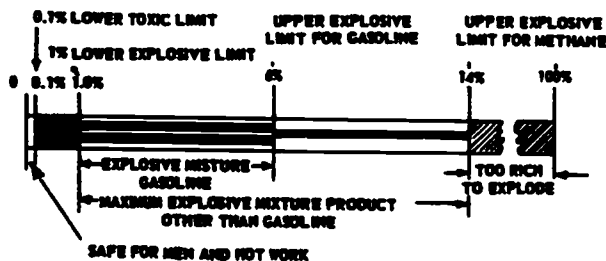 0.1% LOWER TOXIC LIMIT
1% LOWER EXPLOSIVE LIMIT
UPPER EXPLOSIVE
LIMIT FOR GASOLINE
UPPER EXPLOSIVE
LIMIT FOR METHANE
0 0.1% 1.0% 6% 14% 100%
EXPLOSIVE MIXTURE
GASOLINE
MAXIMUM EXPLOSIVE MIXTURE PRODUCT
OTHER THAN GASOLINE
TOO RICH
TO EXPLODE
SAFE FOR MEN AND HOT WORK